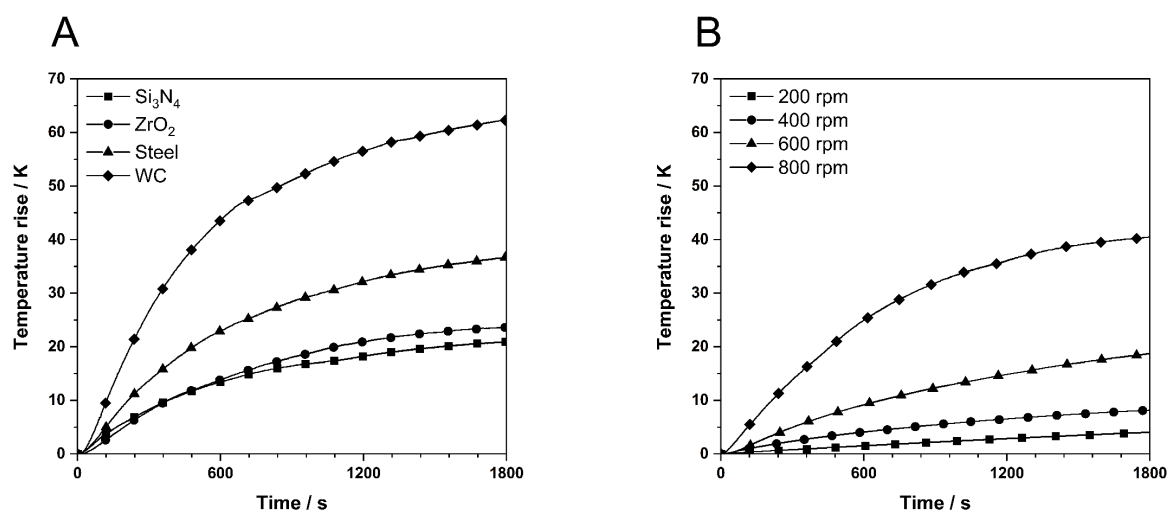 A
Temperature rise / K
70
60
50
40
30
20
10
0
Si₃N₄
ZrO₂
Steel
WC
0 600 1200 1800
Time / s
B
Temperature rise / K
70
60
50
40
30
20
10
0
200 rpm
400 rpm
600 rpm
800 rpm
0 600 1200 1800
Time / s